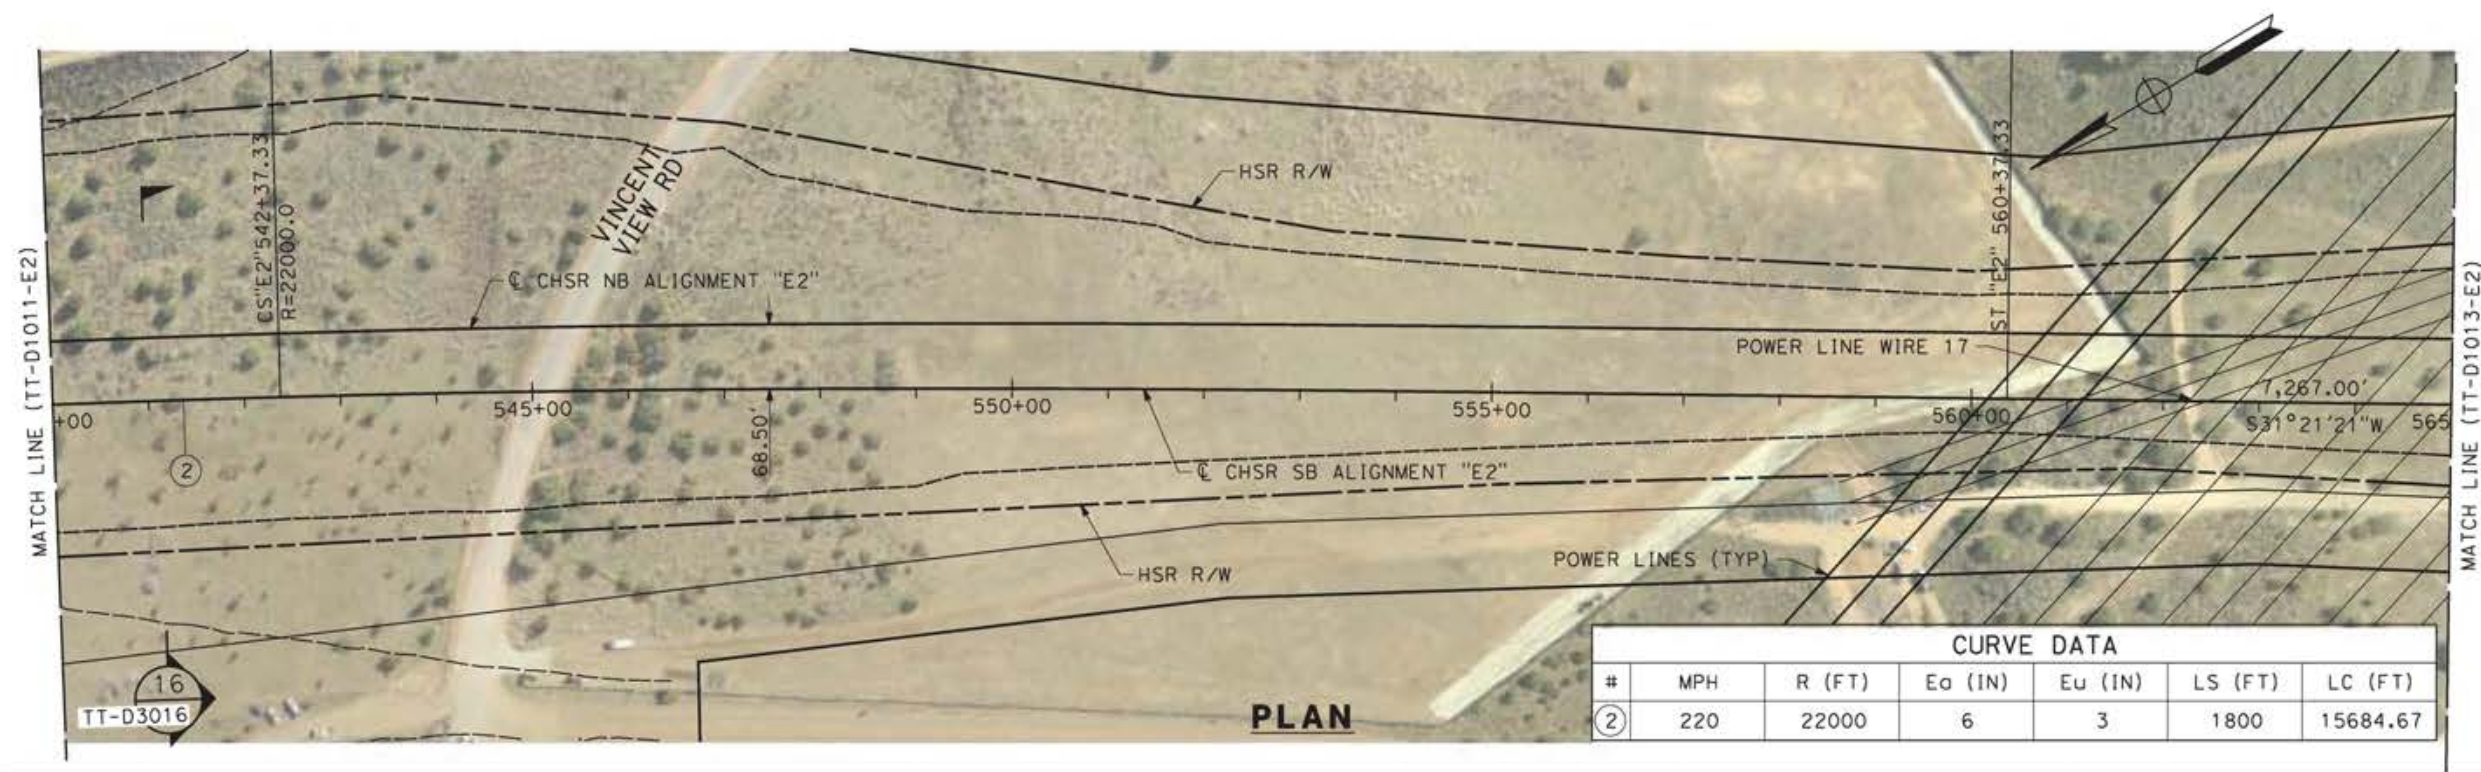 MATCH LINE (TT-D1011-E2)
CS"E2"542+37.33
R=22000.0
VINCENT
VIEW RD
HSR R/W
℄ CHSR NB ALIGNMENT "E2"
ST "E2" 560+37.33
POWER LINE WIRE 17
7,267.00'
S31°21'21"W
+00
545+00
550+00
555+00
560+00
565
2
68.50'
℄ CHSR SB ALIGNMENT "E2"
HSR R/W
POWER LINES (TYP)
16
TT-D3016
PLAN
CURVE DATA
# MPH R (FT) Ea (IN) Eu (IN) LS (FT) LC (FT)
2 220 22000 6 3 1800 15684.67
MATCH LINE (TT-D1013-E2)